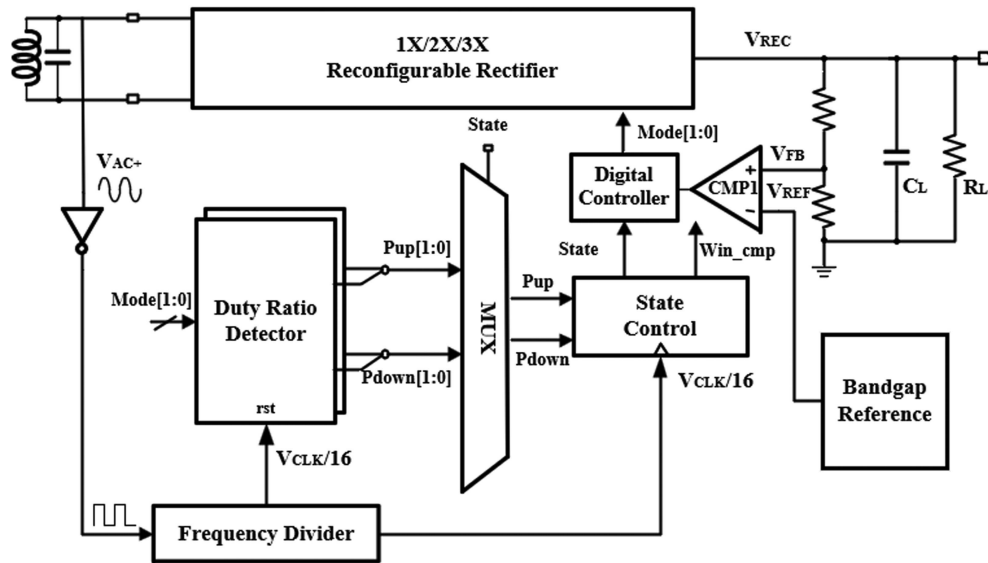 1X/2X/3X
Reconfigurable Rectifier
VREC
VAC+
State
Mode[1:0]
Digital
Controller
CMP1
+
−
VFB
VREF
CL
RL
State
Win_cmp
Mode[1:0]
Duty Ratio
Detector
rst
Pup[1:0]
Pdown[1:0]
MUX
Pup
Pdown
State
Control
VCLK/16
VCLK/16
Bandgap
Reference
Frequency Divider